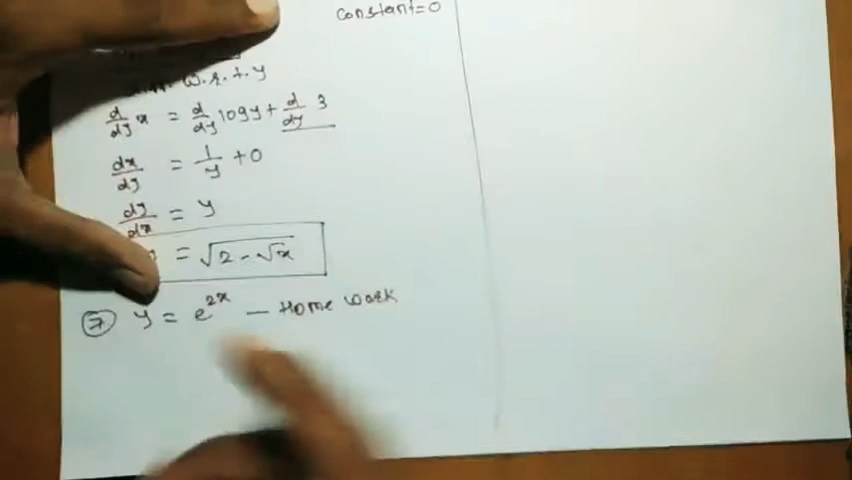 constant=0
w.r.t.y
d/dy x = d/dy logy + d/dy 3
dx/dy = 1/y + 0
dy/dx = y
= √2-√x
⑦ y = e^2x — Home work